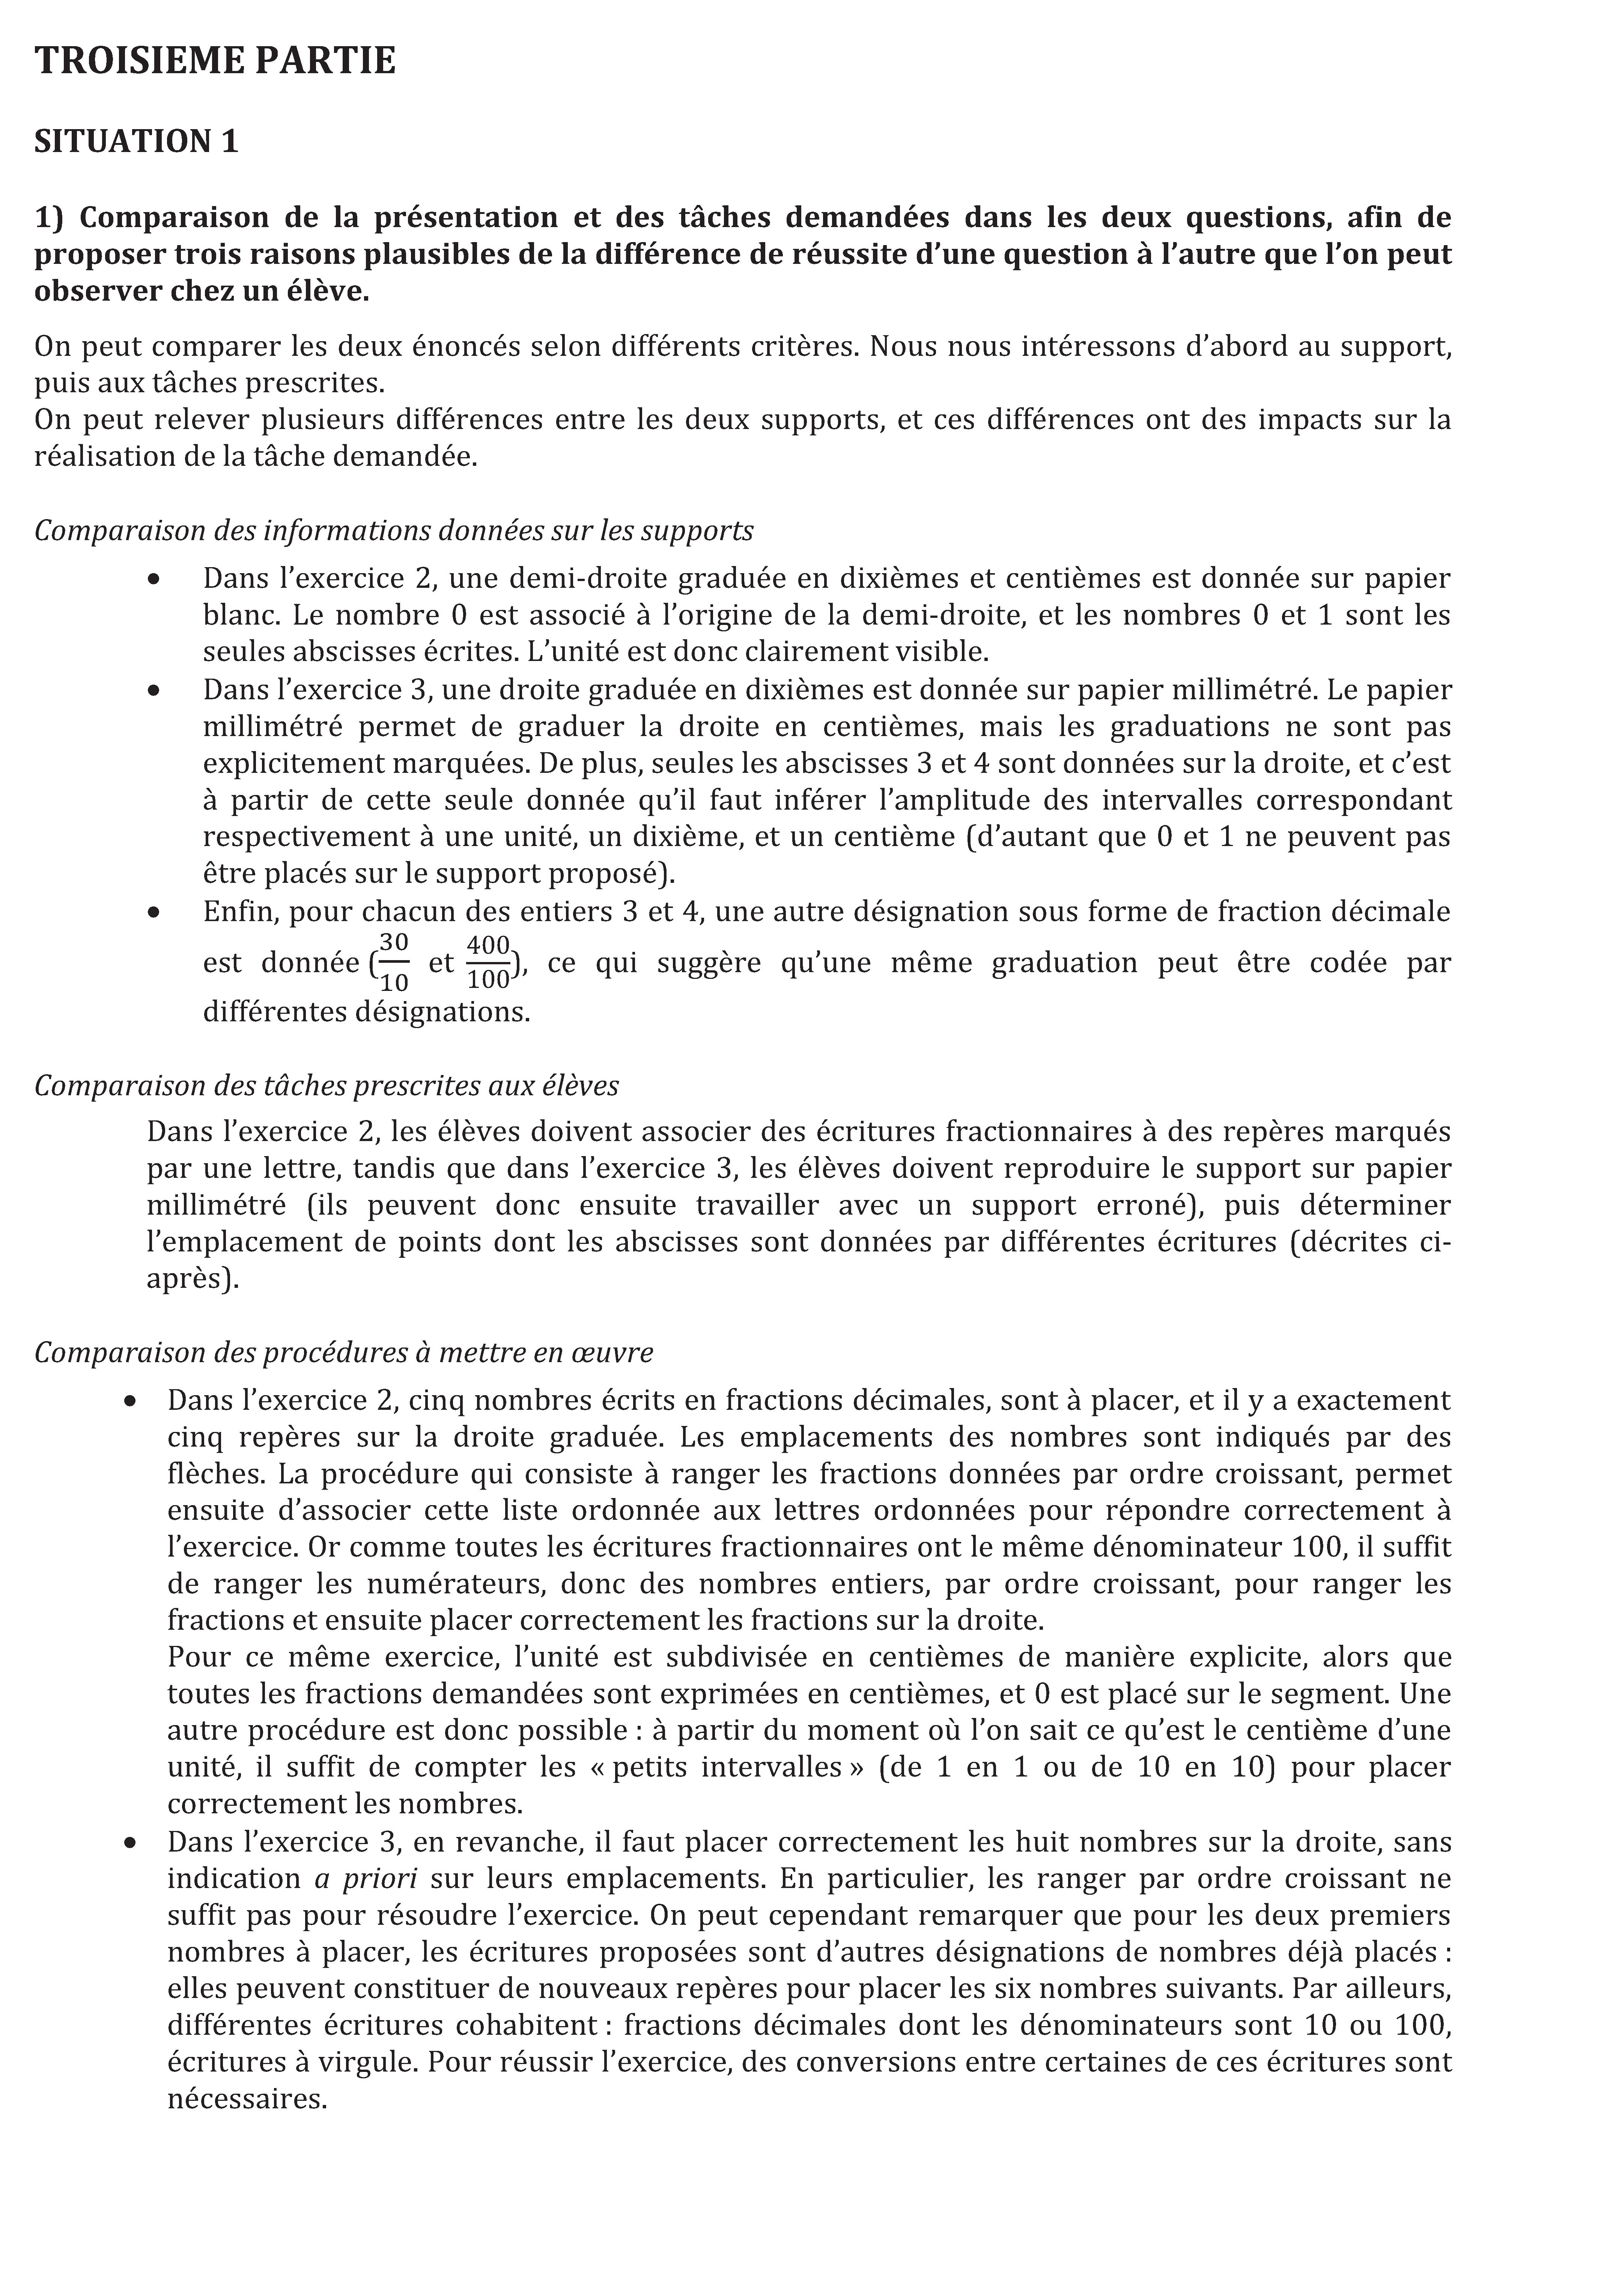 TROISIEME PARTIE
SITUATION 1
1) Comparaison de la présentation et des tâches demandées dans les deux questions, afin de
proposer trois raisons plausibles de la différence de réussite d’une question à l’autre que l’on peut
observer chez un élève.
On peut comparer les deux énoncés selon différents critères. Nous nous intéressons d’abord au support,
puis aux tâches prescrites.
On peut relever plusieurs différences entre les deux supports, et ces différences ont des impacts sur la
réalisation de la tâche demandée.
Comparaison des informations données sur les supports
• Dans l’exercice 2, une demi-droite graduée en dixièmes et centièmes est donnée sur papier
blanc. Le nombre 0 est associé à l’origine de la demi-droite, et les nombres 0 et 1 sont les
seules abscisses écrites. L’unité est donc clairement visible.
• Dans l’exercice 3, une droite graduée en dixièmes est donnée sur papier millimétré. Le papier
millimétré permet de graduer la droite en centièmes, mais les graduations ne sont pas
explicitement marquées. De plus, seules les abscisses 3 et 4 sont données sur la droite, et c’est
à partir de cette seule donnée qu’il faut inférer l’amplitude des intervalles correspondant
respectivement à une unité, un dixième, et un centième (d’autant que 0 et 1 ne peuvent pas
être placés sur le support proposé).
• Enfin, pour chacun des entiers 3 et 4, une autre désignation sous forme de fraction décimale
est donnée (30/10 et 400/100), ce qui suggère qu’une même graduation peut être codée par
différentes désignations.
Comparaison des tâches prescrites aux élèves
Dans l’exercice 2, les élèves doivent associer des écritures fractionnaires à des repères marqués
par une lettre, tandis que dans l’exercice 3, les élèves doivent reproduire le support sur papier
millimétré (ils peuvent donc ensuite travailler avec un support erroné), puis déterminer
l’emplacement de points dont les abscisses sont données par différentes écritures (décrites ci-
après).
Comparaison des procédures à mettre en œuvre
• Dans l’exercice 2, cinq nombres écrits en fractions décimales, sont à placer, et il y a exactement
cinq repères sur la droite graduée. Les emplacements des nombres sont indiqués par des
flèches. La procédure qui consiste à ranger les fractions données par ordre croissant, permet
ensuite d’associer cette liste ordonnée aux lettres ordonnées pour répondre correctement à
l’exercice. Or comme toutes les écritures fractionnaires ont le même dénominateur 100, il suffit
de ranger les numérateurs, donc des nombres entiers, par ordre croissant, pour ranger les
fractions et ensuite placer correctement les fractions sur la droite.
Pour ce même exercice, l’unité est subdivisée en centièmes de manière explicite, alors que
toutes les fractions demandées sont exprimées en centièmes, et 0 est placé sur le segment. Une
autre procédure est donc possible : à partir du moment où l’on sait ce qu’est le centième d’une
unité, il suffit de compter les « petits intervalles » (de 1 en 1 ou de 10 en 10) pour placer
correctement les nombres.
• Dans l’exercice 3, en revanche, il faut placer correctement les huit nombres sur la droite, sans
indication a priori sur leurs emplacements. En particulier, les ranger par ordre croissant ne
suffit pas pour résoudre l’exercice. On peut cependant remarquer que pour les deux premiers
nombres à placer, les écritures proposées sont d’autres désignations de nombres déjà placés :
elles peuvent constituer de nouveaux repères pour placer les six nombres suivants. Par ailleurs,
différentes écritures cohabitent : fractions décimales dont les dénominateurs sont 10 ou 100,
écritures à virgule. Pour réussir l’exercice, des conversions entre certaines de ces écritures sont
nécessaires.